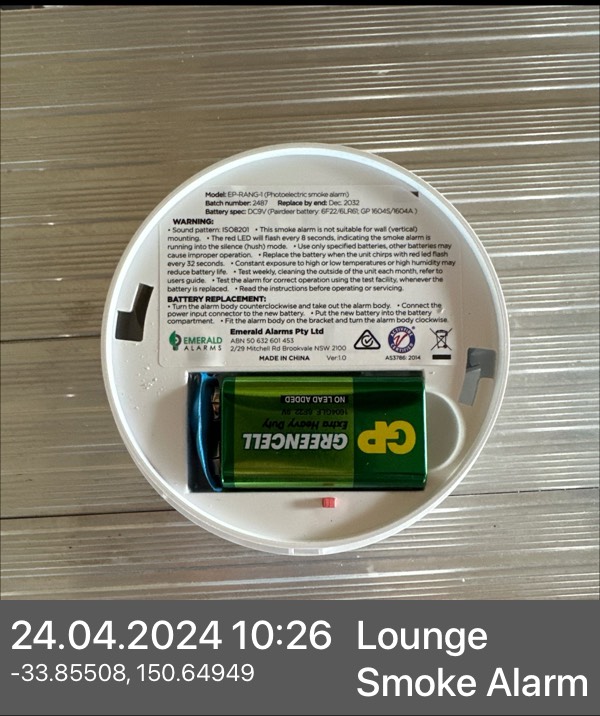 Model: EP-RANG-1 (Photoelectric smoke alarm)
Batch number: 2487 Replace by end: Dec. 2032
Battery spec: DC9V (Pairdeer battery: 6F22/6LR61; GP 1604S/1604A )
WARNING:
• Sound pattern: ISO8201 • This smoke alarm is not suitable for wall (vertical)
mounting. • The red LED will flash every 8 seconds, indicating the smoke alarm is
running into the silence (hush) mode. • Use only specified batteries, other batteries may
cause improper operation. • Replace the battery when the unit chirps with red led flash
every 32 seconds. • Constant exposure to high or low temperatures or high humidity may
reduce battery life. • Test weekly, cleaning the outside of the unit each month, refer to
users guide. • Test the alarm for correct operation using the test facility, whenever the
battery is replaced. • Read the instructions before operating or servicing.
BATTERY REPLACEMENT:
• Turn the alarm body counterclockwise and take out the alarm body. • Connect the
power input connector to the new battery. • Put the new battery into the battery
compartment. • Fit the alarm body on the bracket and turn the alarm body clockwise.
EMERALD
ALARMS
Emerald Alarms Pty Ltd
ABN 50 632 601 453
2/29 Mitchell Rd Brookvale NSW 2100
MADE IN CHINA Ver:1.0
AS3786: 2014
GP
GREENCELL
Extra Heavy Duty
NO LEAD ADDED
24.04.2024 10:26
-33.85508, 150.64949
Lounge
Smoke Alarm